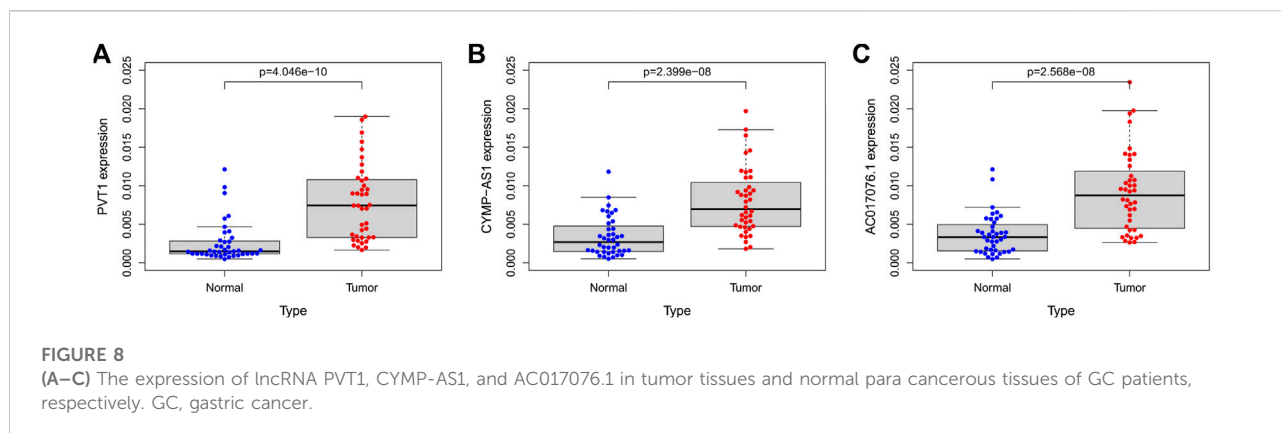 A
p=4.046e−10
PVT1 expression
0.025
0.020
0.015
0.010
0.005
0.000
Normal
Tumor
Type
B
p=2.399e−08
CYMP−AS1 expression
0.025
0.020
0.015
0.010
0.005
0.000
Normal
Tumor
Type
C
p=2.568e−08
AC017076.1 expression
0.025
0.020
0.015
0.010
0.005
0.000
Normal
Tumor
Type
FIGURE 8
(A–C) The expression of lncRNA PVT1, CYMP-AS1, and AC017076.1 in tumor tissues and normal para cancerous tissues of GC patients,
respectively. GC, gastric cancer.